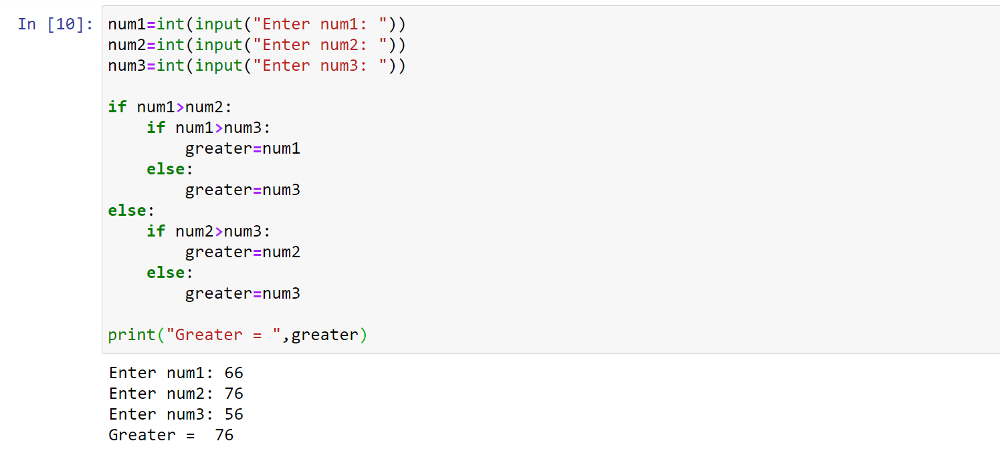 In [10]:
num1=int(input("Enter num1: "))
num2=int(input("Enter num2: "))
num3=int(input("Enter num3: "))

if num1>num2:
    if num1>num3:
        greater=num1
    else:
        greater=num3
else:
    if num2>num3:
        greater=num2
    else:
        greater=num3

print("Greater = ",greater)
Enter num1: 66
Enter num2: 76
Enter num3: 56
Greater =  76